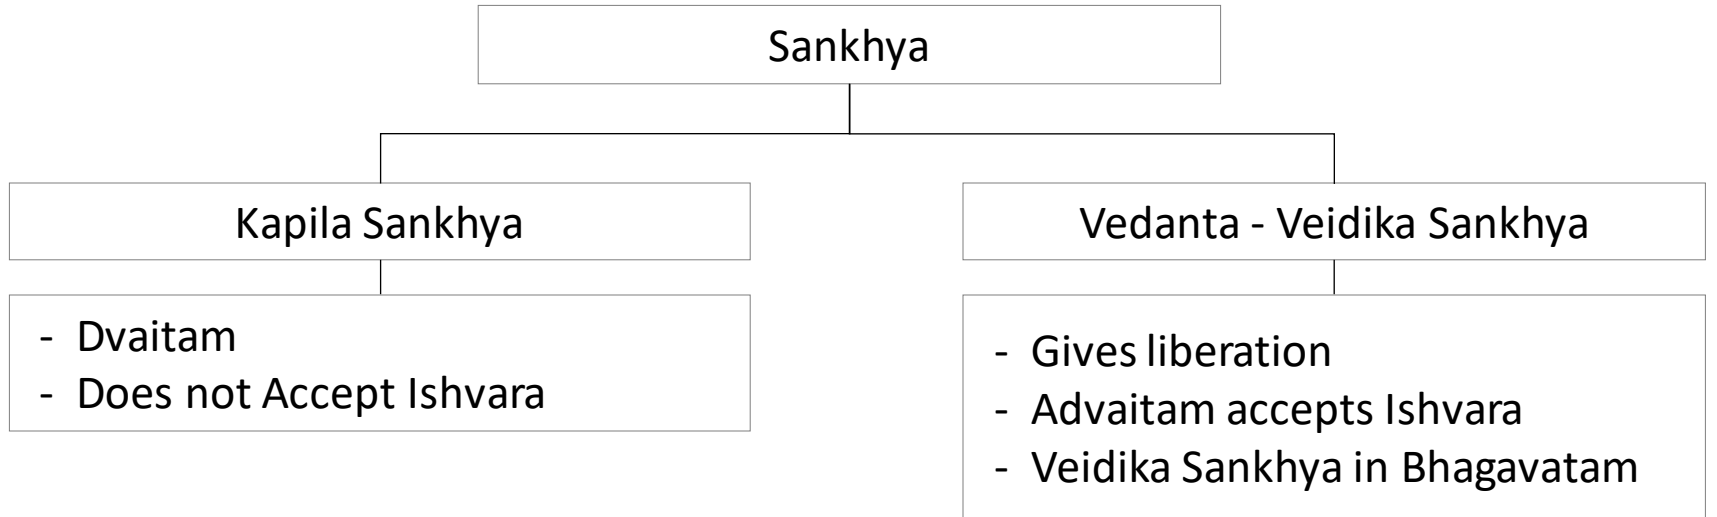 Sankhya
Kapila Sankhya
- Dvaitam
- Does not Accept Ishvara
Vedanta - Veidika Sankhya
- Gives liberation
- Advaitam accepts Ishvara
- Veidika Sankhya in Bhagavatam